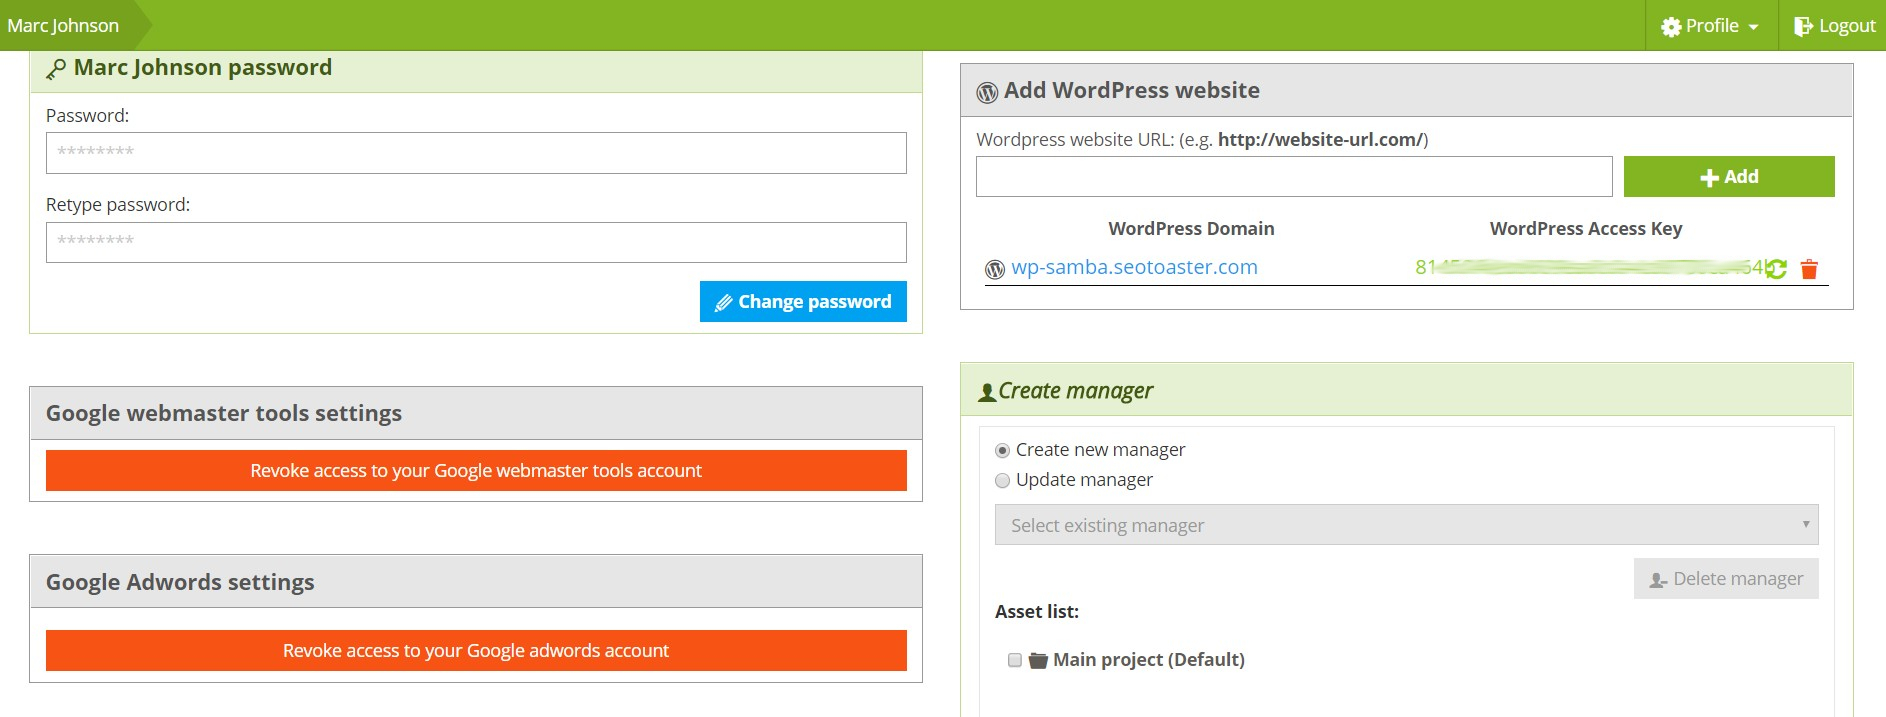 Marc Johnson
Profile
Logout
Marc Johnson password
Password:
********
Retype password:
********
Change password
Google webmaster tools settings
Revoke access to your Google webmaster tools account
Google Adwords settings
Revoke access to your Google adwords account
Add WordPress website
Wordpress website URL: (e.g. http://website-url.com/)
Add
WordPress Domain WordPress Access Key
wp-samba.seotoaster.com
Create manager
Create new manager
Update manager
Select existing manager
Delete manager
Asset list:
Main project (Default)